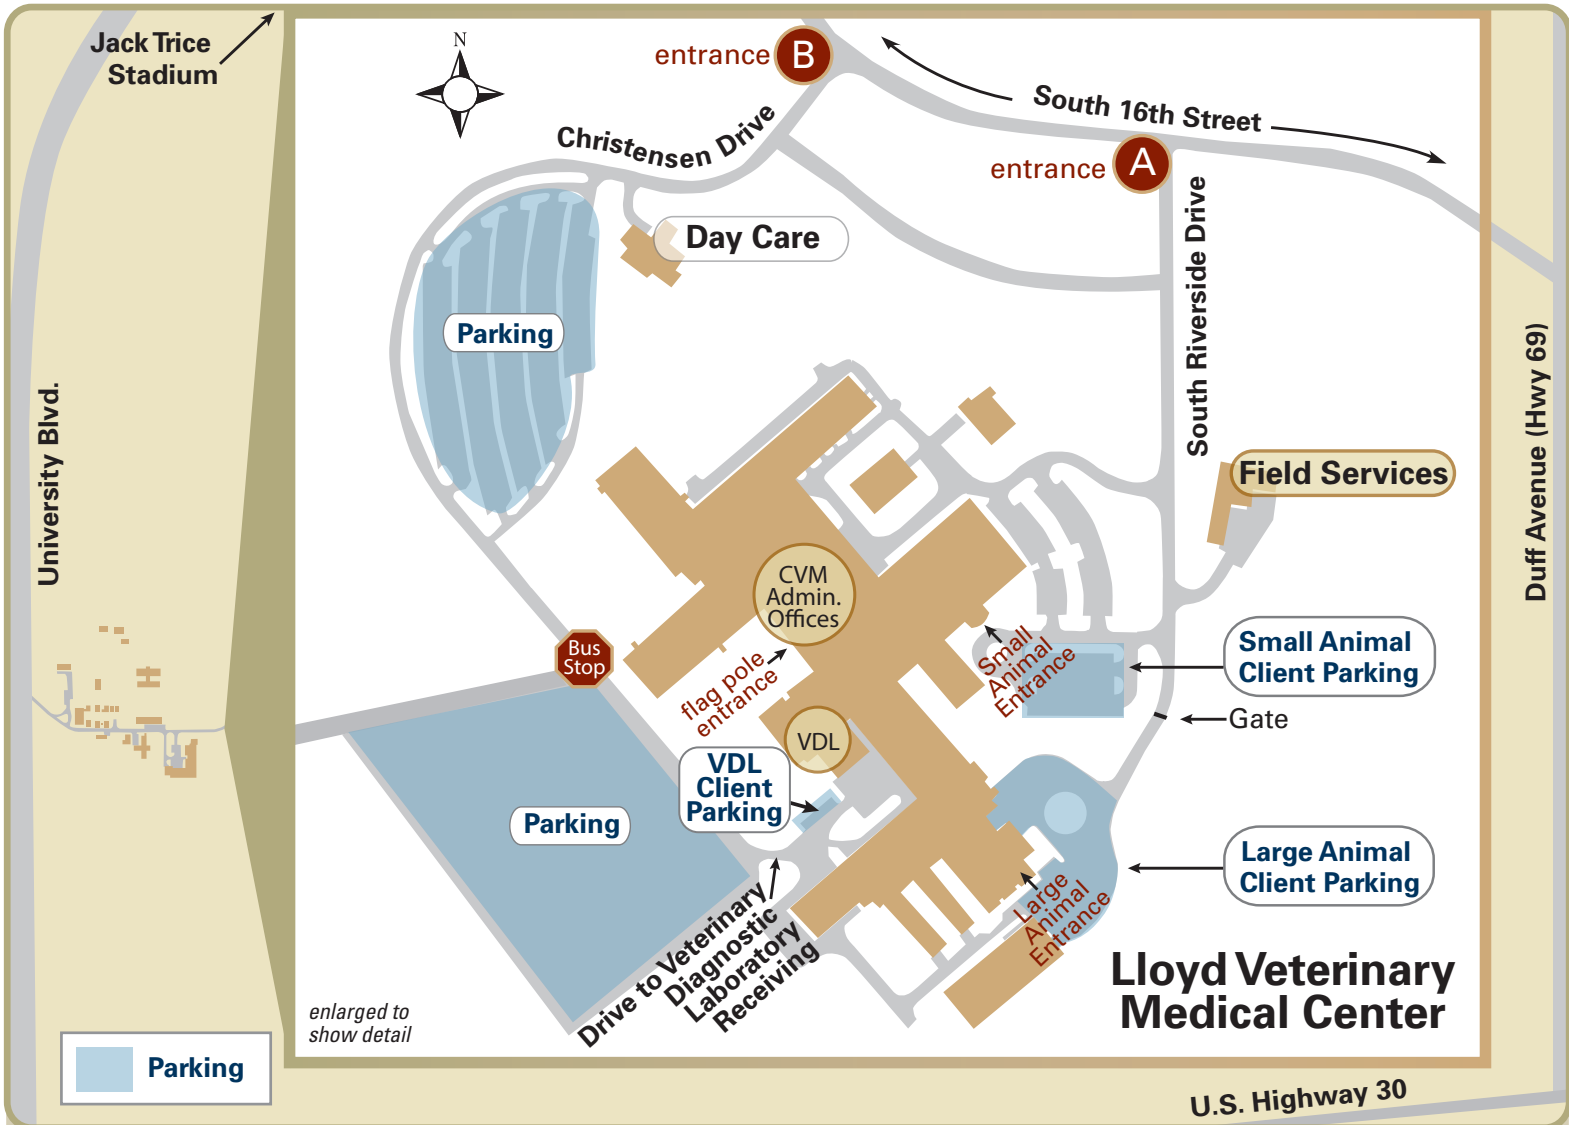 Jack Trice
Stadium
N
entrance
B
South 16th Street
Christensen Drive
entrance
A
Day Care
South Riverside Drive
Parking
University Blvd.
Duff Avenue (Hwy 69)
Field Services
CVM
Admin.
Offices
Bus
Stop
flag pole
entrance
Small
Animal
Entrance
Small Animal
Client Parking
Gate
VDL
VDL
Client
Parking
Parking
Large Animal
Client Parking
Large
Animal
Entrance
Drive to Veterinary
Diagnostic
Laboratory
Receiving
Lloyd Veterinary
Medical Center
enlarged to
show detail
Parking
U.S. Highway 30